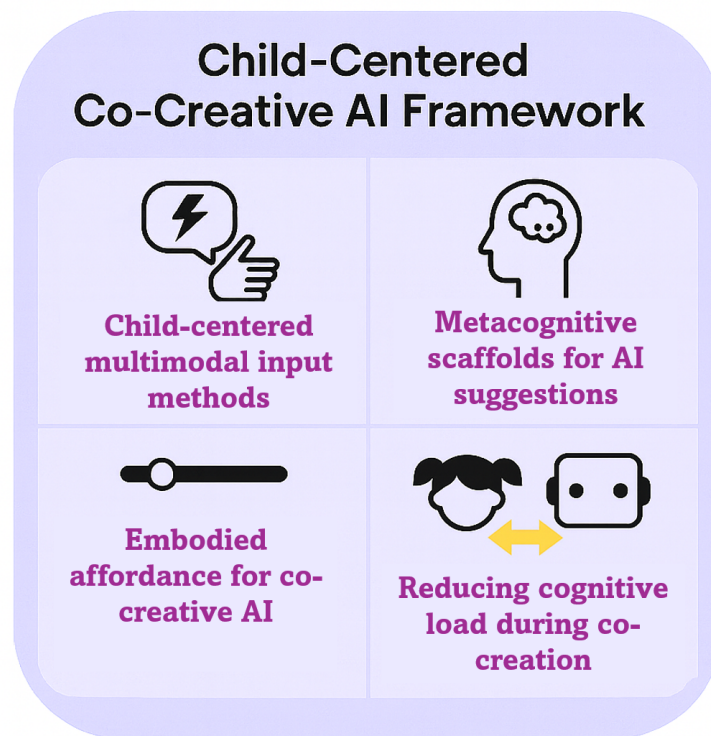 Child-Centered
Co-Creative AI Framework
Child-centered
multimodal input
methods
Metacognitive
scaffolds for AI
suggestions
Embodied
affordance for co-
creative AI
Reducing cognitive
load during co-
creation